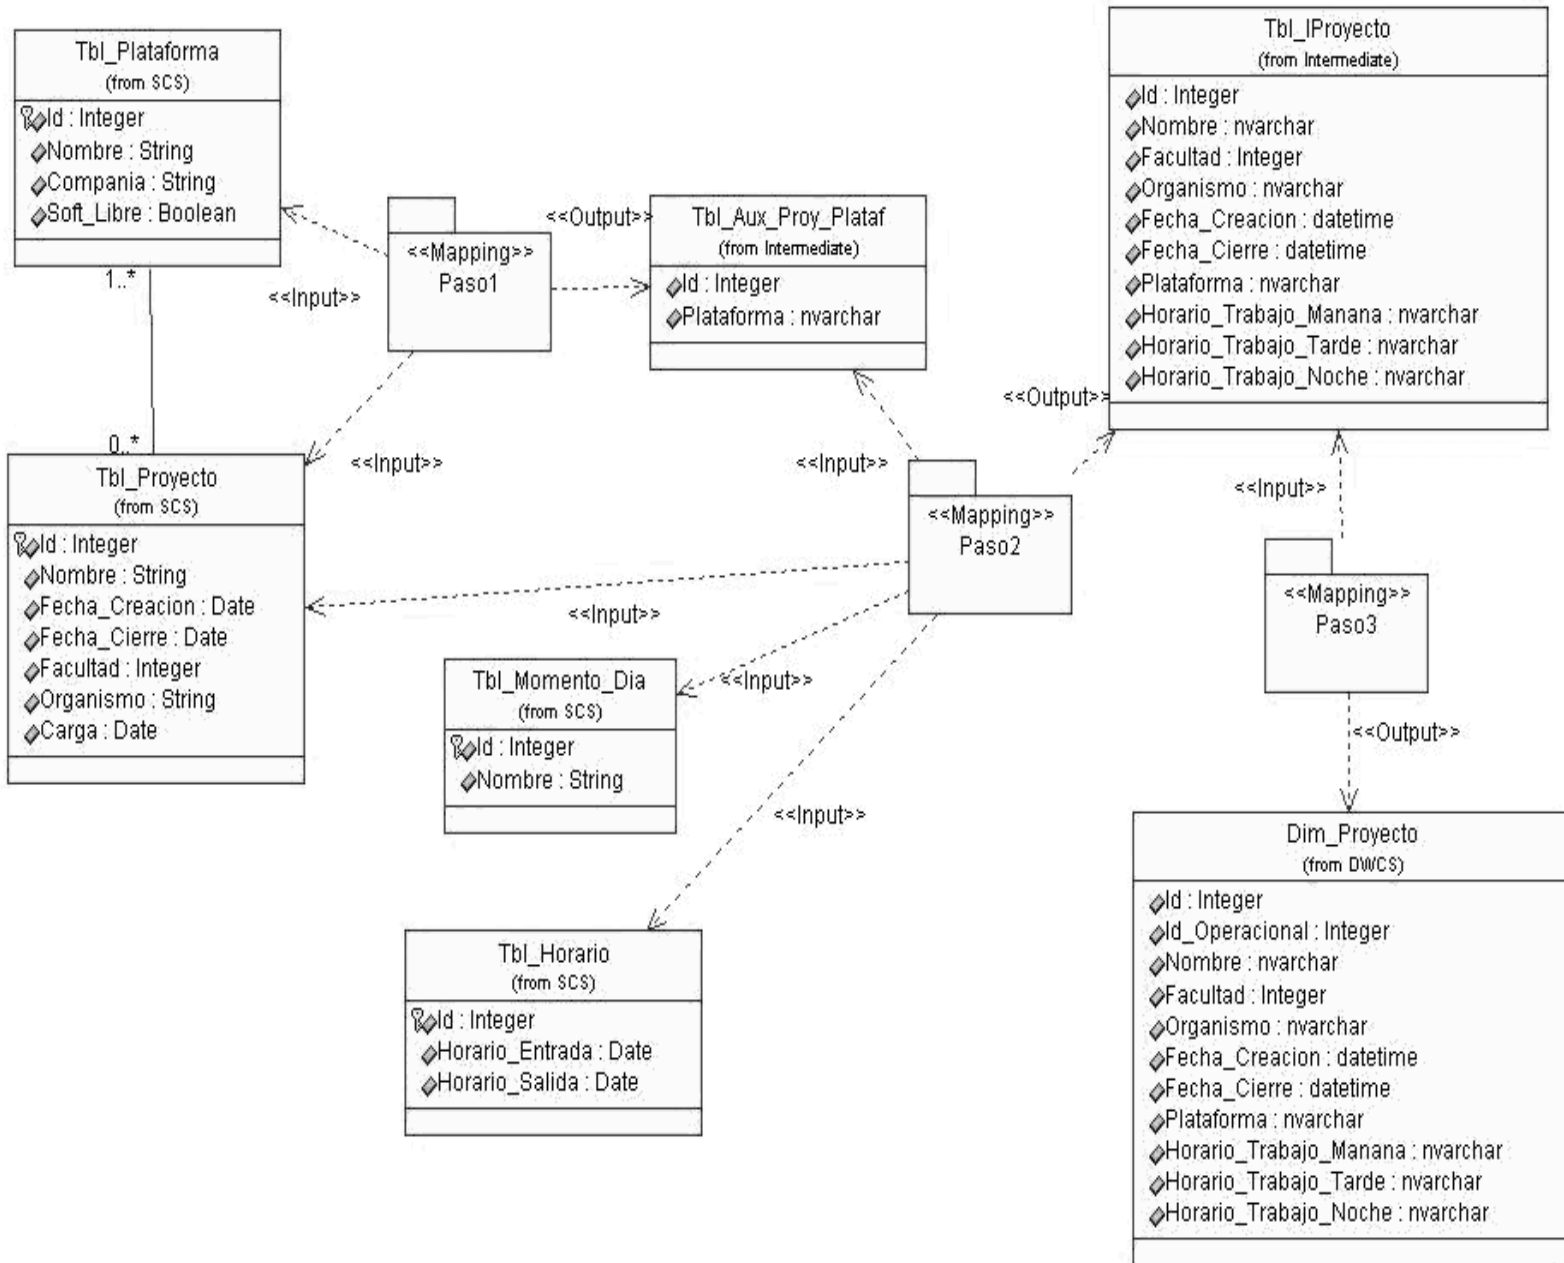 Tbl_Plataforma
(from SCS)
Id : Integer
Nombre : String
Compania : String
Soft_Libre : Boolean
1..*
0..*
<<Input>>
<<Mapping>>
Paso1
<<Output>>
Tbl_Aux_Proy_Plataf
(from Intermediate)
Id : Integer
Plataforma : nvarchar
Tbl_IProyecto
(from Intermediate)
Id : Integer
Nombre : nvarchar
Facultad : Integer
Organismo : nvarchar
Fecha_Creacion : datetime
Fecha_Cierre : datetime
Plataforma : nvarchar
Horario_Trabajo_Manana : nvarchar
Horario_Trabajo_Tarde : nvarchar
Horario_Trabajo_Noche : nvarchar
<<Output>>
<<Input>>
<<Input>>
<<Input>>
Tbl_Proyecto
(from SCS)
Id : Integer
Nombre : String
Fecha_Creacion : Date
Fecha_Cierre : Date
Facultad : Integer
Organismo : String
Carga : Date
<<Mapping>>
Paso2
<<Input>>
<<Mapping>>
Paso3
Tbl_Momento_Dia
(from SCS)
Id : Integer
Nombre : String
<<Input>>
<<Output>>
<<Input>>
Tbl_Horario
(from SCS)
Id : Integer
Horario_Entrada : Date
Horario_Salida : Date
Dim_Proyecto
(from DWCS)
Id : Integer
Id_Operacional : Integer
Nombre : nvarchar
Facultad : Integer
Organismo : nvarchar
Fecha_Creacion : datetime
Fecha_Cierre : datetime
Plataforma : nvarchar
Horario_Trabajo_Manana : nvarchar
Horario_Trabajo_Tarde : nvarchar
Horario_Trabajo_Noche : nvarchar